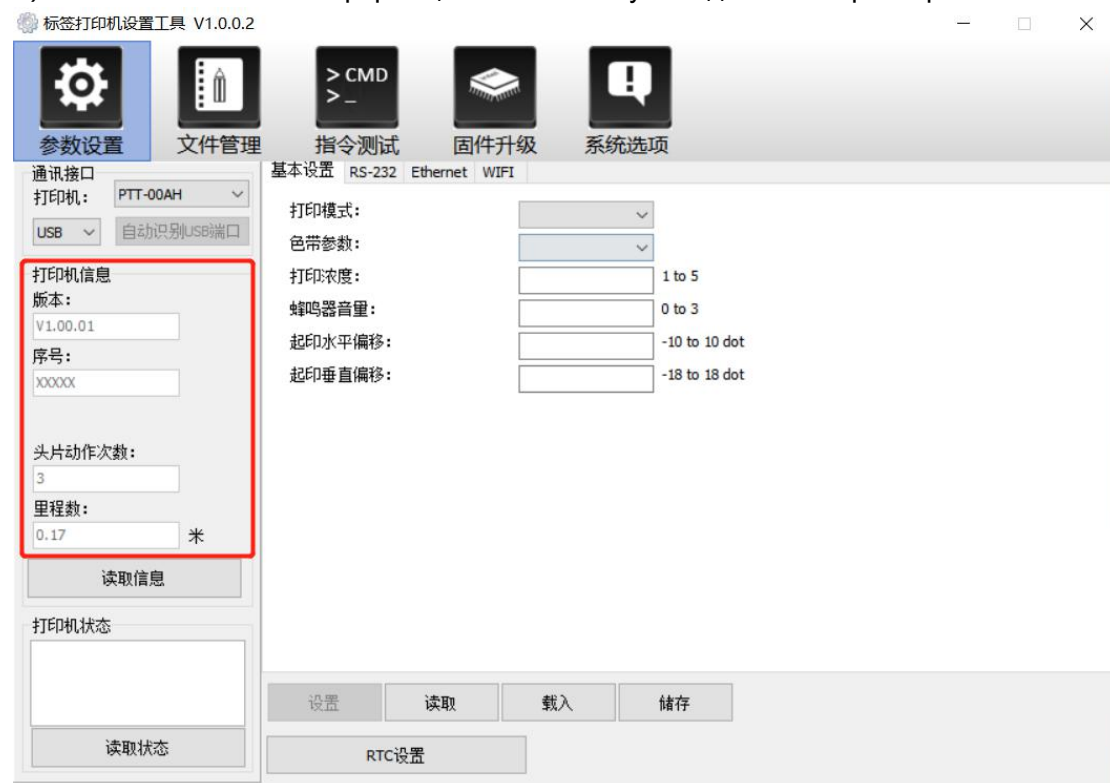 标签打印机设置工具 V1.0.0.2
> CMD
> _
参数设置
文件管理
指令测试
固件升级
系统选项
通讯接口
打印机：
PTT-00AH
USB
自动识别USB端口
打印机信息
版本：
V1.00.01
序号：
XXXXX
头片动作次数：
3
里程数：
0.17 米
读取信息
打印机状态
读取状态
基本设置 RS-232 Ethernet WIFI
打印模式：
色带参数：
打印浓度： 1 to 5
蜂鸣器音量： 0 to 3
起印水平偏移： -10 to 10 dot
起印垂直偏移： -18 to 18 dot
设置 读取 载入 储存
RTC设置